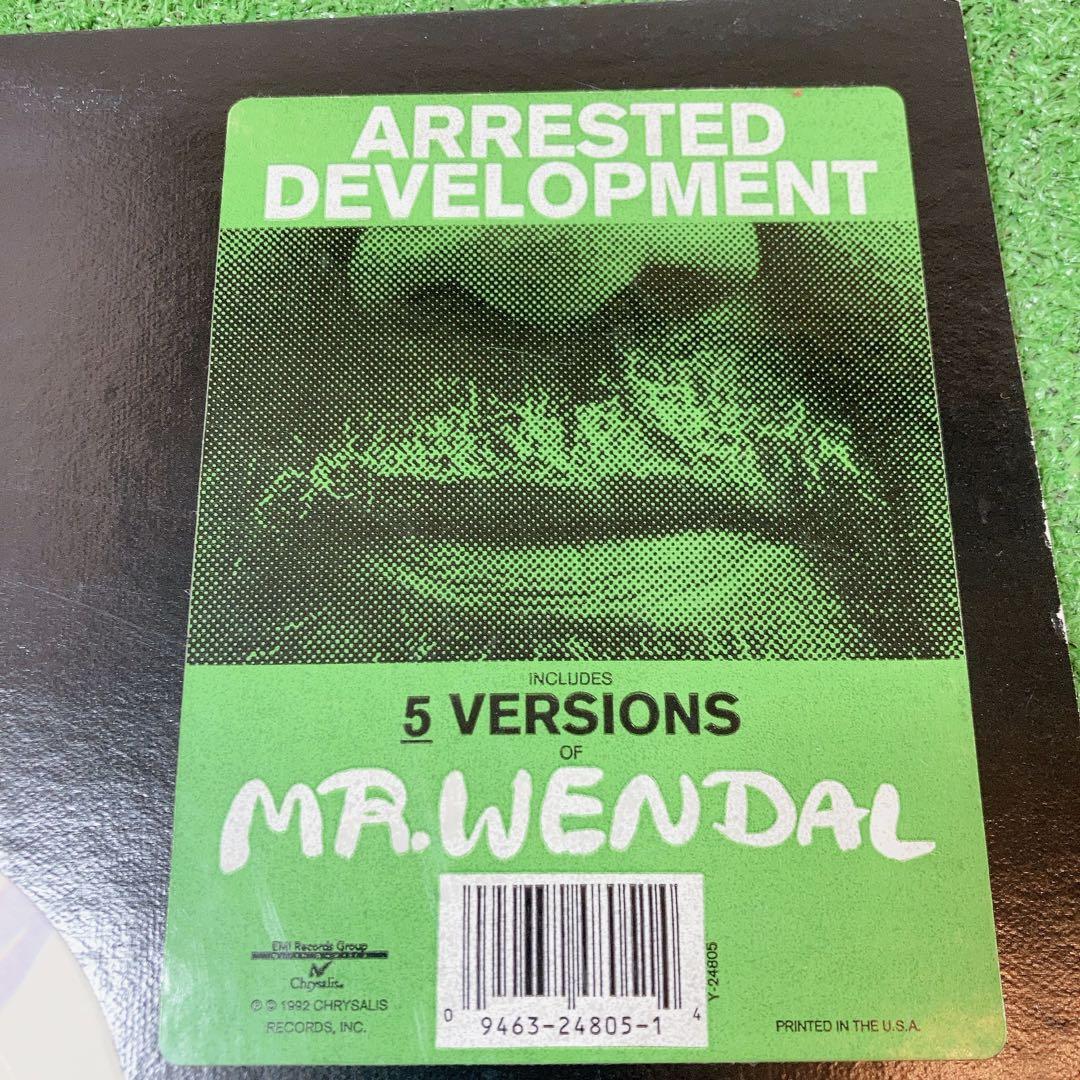 ARRESTED
DEVELOPMENT
INCLUDES
5 VERSIONS
OF
MR. WENDAL
EMI Records Group
Chrysalis
℗ © 1992 CHRYSALIS
RECORDS, INC.
0 9463-24805-1 4
Y-24805
PRINTED IN THE U.S.A.